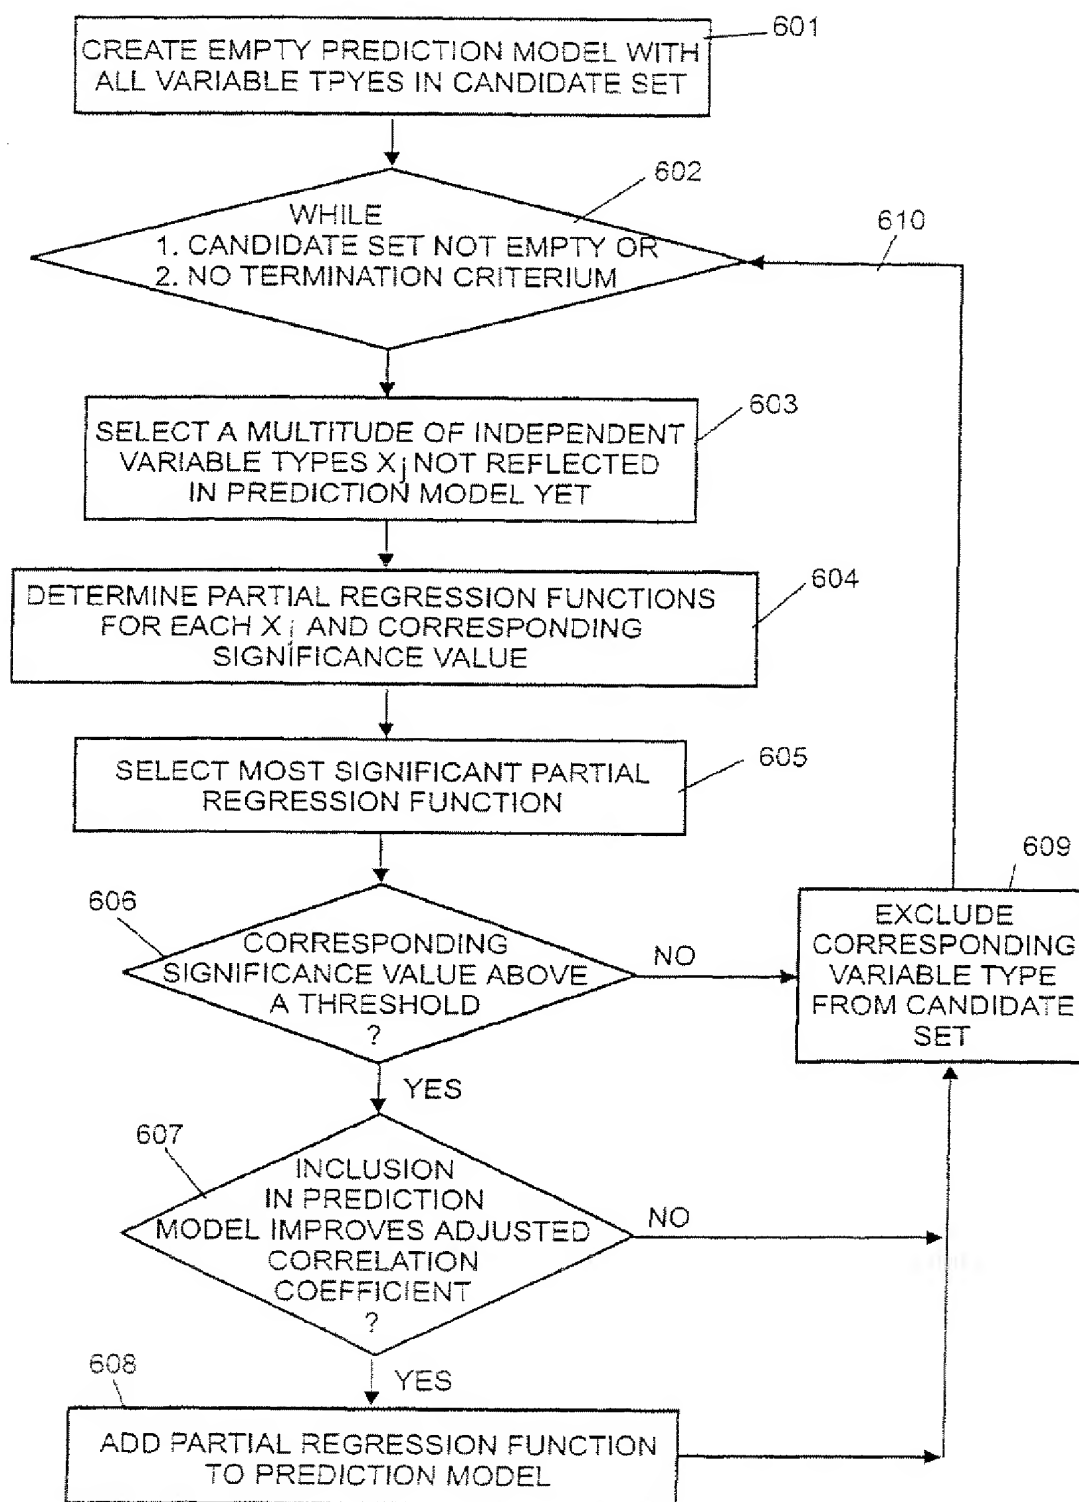 601
CREATE EMPTY PREDICTION MODEL WITH
ALL VARIABLE TPYES IN CANDIDATE SET
602
WHILE
1. CANDIDATE SET NOT EMPTY OR
2. NO TERMINATION CRITERIUM
610
603
SELECT A MULTITUDE OF INDEPENDENT
VARIABLE TYPES Xj NOT REFLECTED
IN PREDICTION MODEL YET
604
DETERMINE PARTIAL REGRESSION FUNCTIONS
FOR EACH Xj AND CORRESPONDING
SIGNIFICANCE VALUE
605
SELECT MOST SIGNIFICANT PARTIAL
REGRESSION FUNCTION
606
CORRESPONDING
SIGNIFICANCE VALUE ABOVE
A THRESHOLD
?
NO
YES
609
EXCLUDE
CORRESPONDING
VARIABLE TYPE
FROM CANDIDATE
SET
607
INCLUSION
IN PREDICTION
MODEL IMPROVES ADJUSTED
CORRELATION
COEFFICIENT
?
NO
YES
608
ADD PARTIAL REGRESSION FUNCTION
TO PREDICTION MODEL